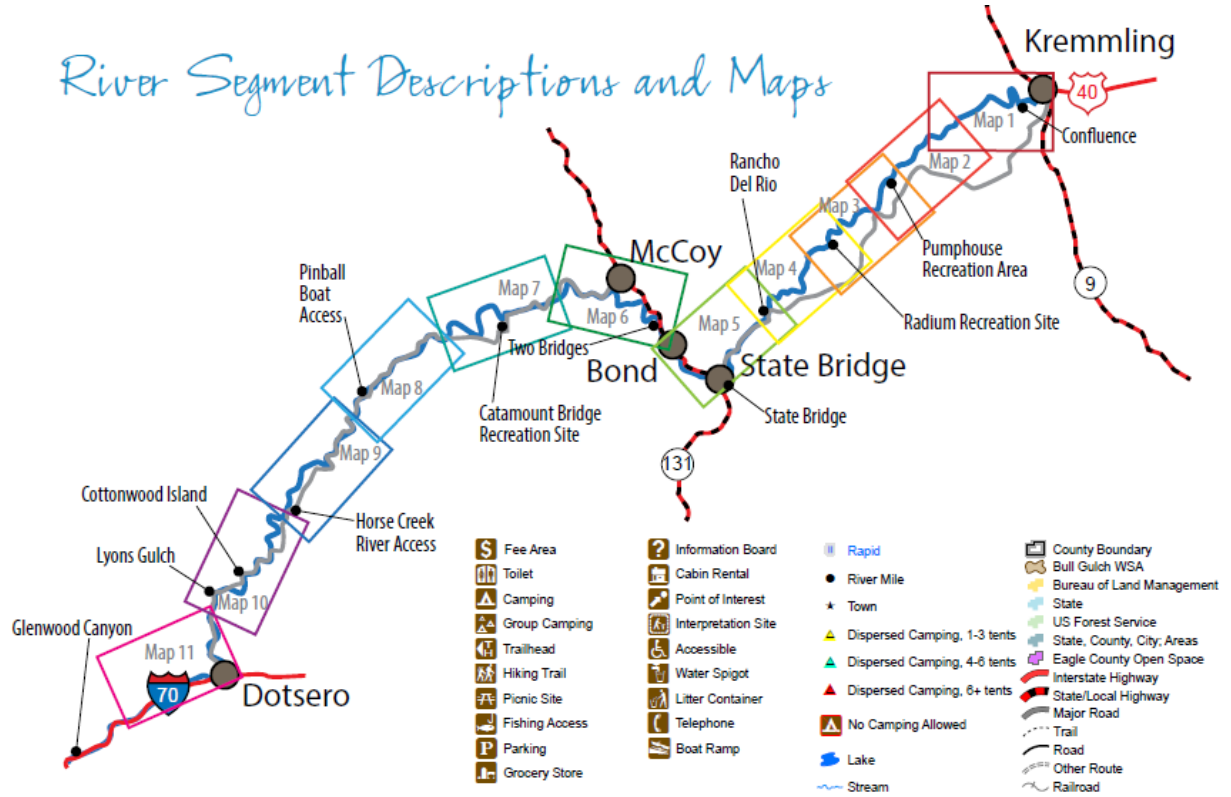 River Segment Descriptions and Maps
Kremmling
40
Map 1
Confluence
Map 2
Rancho
Del Rio
Map 3
Pumphouse
Recreation Area
McCoy
Map 4
9
Pinball
Boat
Access
Map 7
Map 6
Map 5
Radium Recreation Site
Two Bridges
Bond
State Bridge
Map 8
State Bridge
Catamount Bridge
Recreation Site
Map 9
131
Cottonwood Island
Horse Creek
River Access
Lyons Gulch
Map 10
Glenwood Canyon
Map 11
70
Dotsero
$ Fee Area
Toilet
Camping
Group Camping
TH Trailhead
Hiking Trail
Picnic Site
Fishing Access
P Parking
Grocery Store
? Information Board
Cabin Rental
Point of Interest
Interpretation Site
Accessible
Water Spigot
Litter Container
Telephone
Boat Ramp
II Rapid
River Mile
Town
Dispersed Camping, 1-3 tents
Dispersed Camping, 4-6 tents
Dispersed Camping, 6+ tents
No Camping Allowed
Lake
Stream
County Boundary
Bull Gulch WSA
Bureau of Land Management
State
US Forest Service
State, County, City; Areas
Eagle County Open Space
Interstate Highway
State/Local Highway
Major Road
Trail
Road
Other Route
Railroad